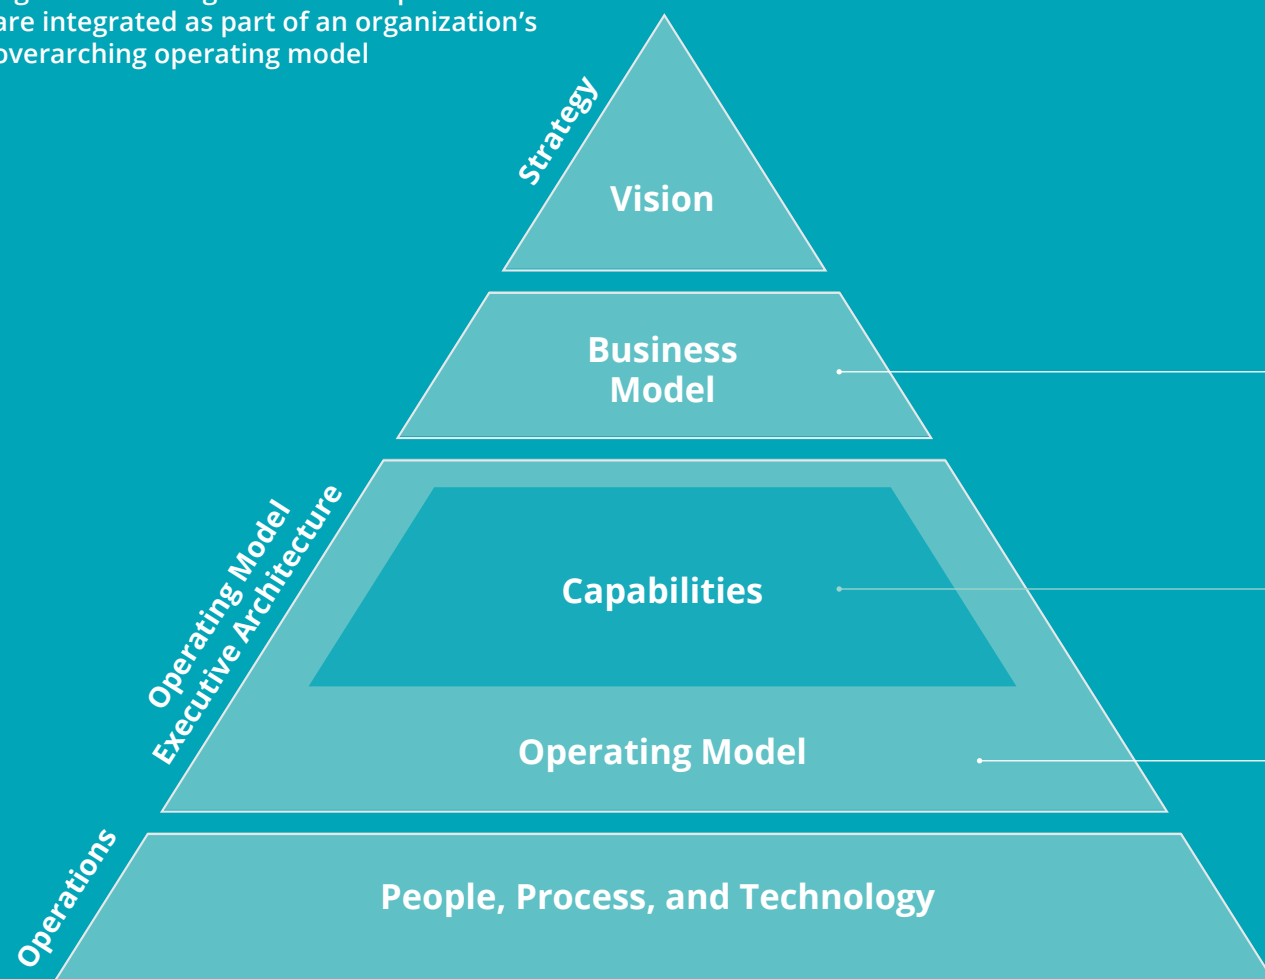 are integrated as part of an organization's
overarching operating model
Strategy
Vision
Business
Model
Operating Model
Executive Architecture
Capabilities
Operating Model
Operations
People, Process, and Technology